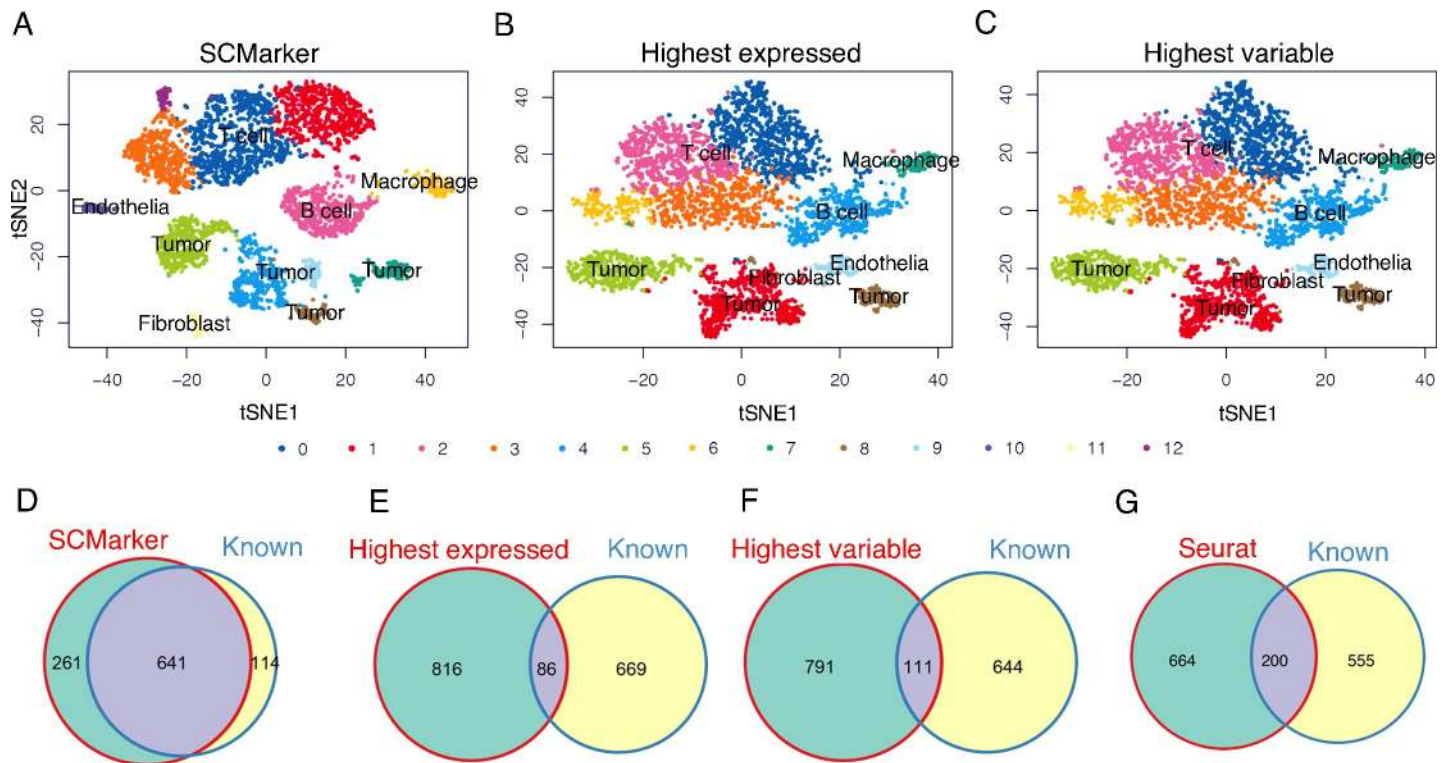 A
SCMarker
20
0
−20
−40
tSNE2
−40
−20
0
20
40
tSNE1
T cell
Macrophage
Endothelia
B cell
Tumor
Tumor
Tumor
Tumor
Fibroblast
B
Highest expressed
40
20
0
−20
−40
−20
0
20
40
tSNE1
T cell
Macrophage
B cell
Tumor
Endothelia
Fibroblast
Tumor
Tumor
C
Highest variable
40
20
0
−20
−40
−20
0
20
40
tSNE1
T cell
Macrophage
B cell
Tumor
Endothelia
Fibroblast
Tumor
Tumor
0 1 2 3 4 5 6 7 8 9 10 11 12
D
SCMarker
Known
261
641
114
E
Highest expressed
Known
816
86
669
F
Highest variable
Known
791
111
644
G
Seurat
Known
664
200
555